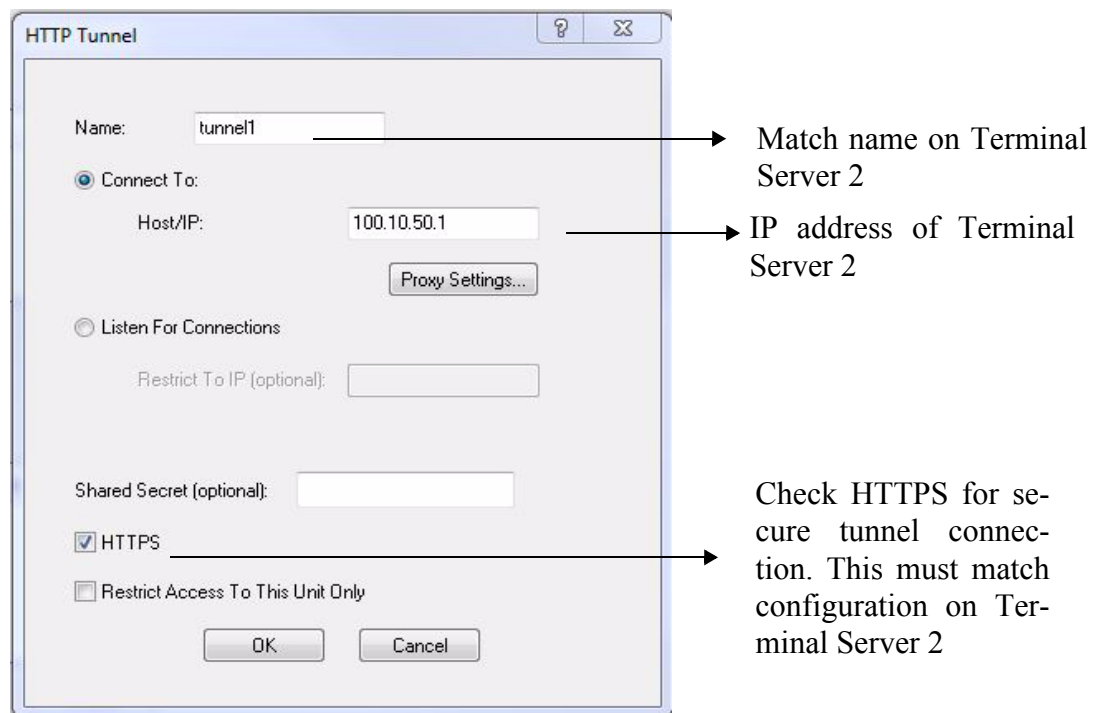 HTTP Tunnel
Name: tunnel1
Match name on Terminal
Server 2
Connect To:
Host/IP: 100.10.50.1
IP address of Terminal
Server 2
Proxy Settings...
Listen For Connections
Restrict To IP (optional):
Shared Secret (optional):
Check HTTPS for se-
cure tunnel connec-
tion. This must match
configuration on Ter-
minal Server 2
HTTPS
Restrict Access To This Unit Only
OK Cancel